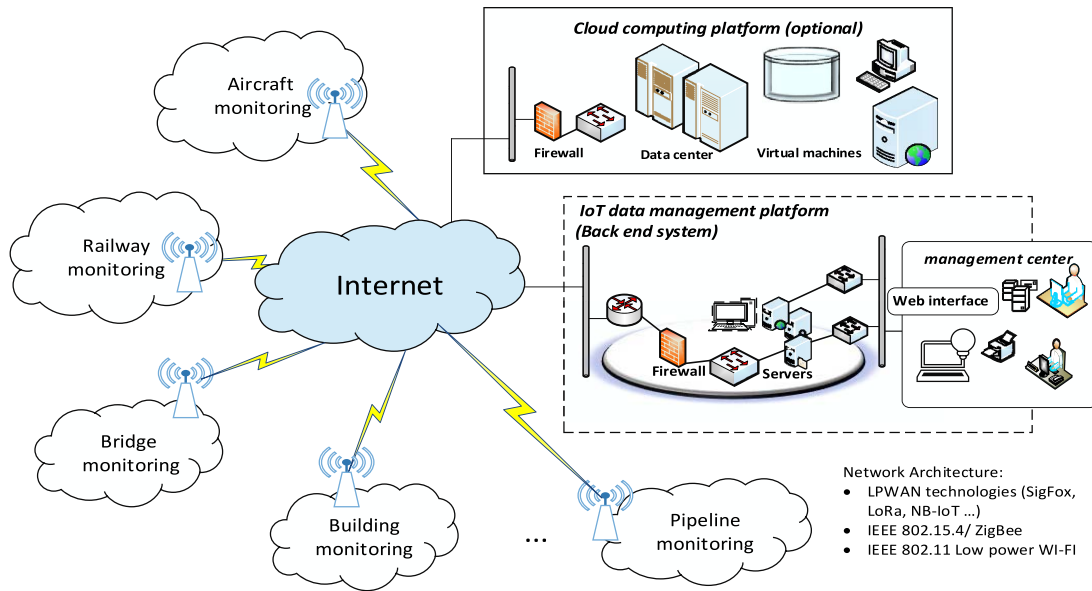 Cloud computing platform (optional)
Aircraft
monitoring
Firewall
Data center
Virtual machines
IoT data management platform
(Back end system)
Railway
monitoring
Internet
management center
Web interface
Firewall
Servers
Bridge
monitoring
Building
monitoring
...
Pipeline
monitoring
Network Architecture:
● LPWAN technologies (SigFox,
LoRa, NB-IoT ...)
● IEEE 802.15.4/ ZigBee
● IEEE 802.11 Low power WI-FI